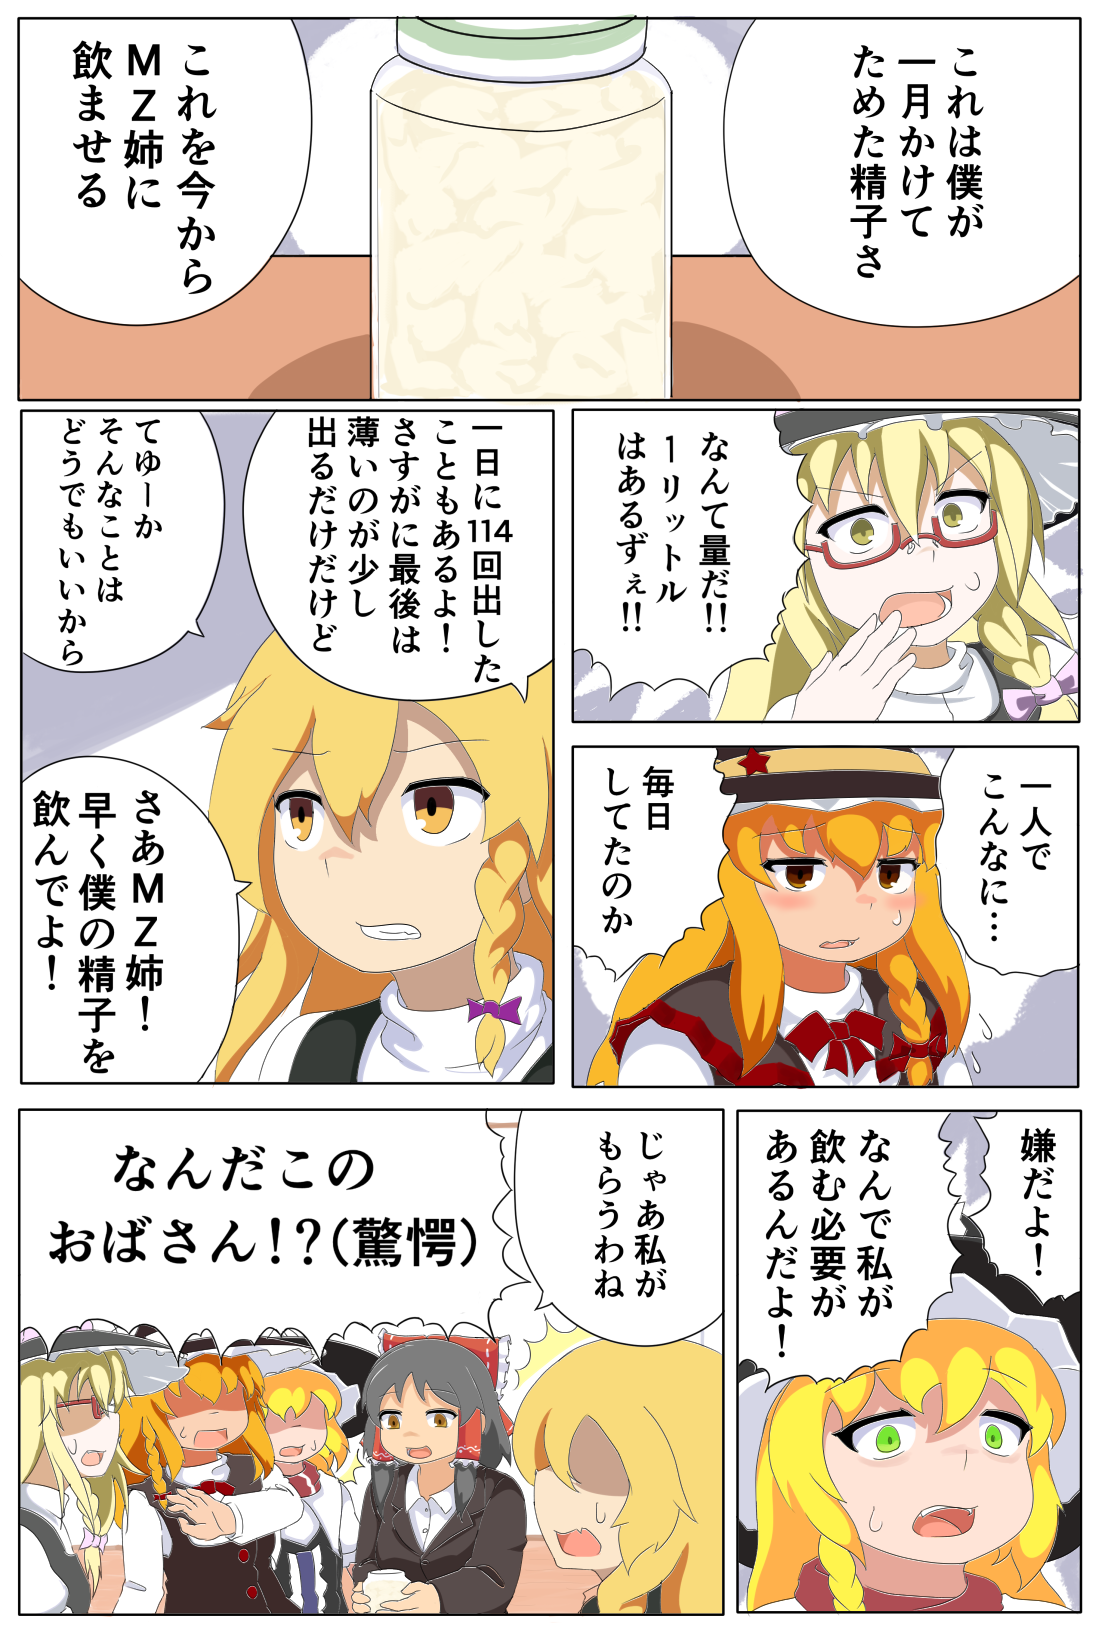 これは僕が
一月かけて
ためた精子さ
これを今から
ＭＺ姉に
飲ませる
なんて量だ!!
1リットル
はあるずぇ!!
一日に114回出した
こともあるよ！
さすがに最後は
薄いのが少し
出るだけだけど
てゆーか
そんなことは
どうでもいいから
一人で
こんなに…
毎日
してたのか
さあＭＺ姉！
早く僕の精子を
飲んでよ！
嫌だよ！
なんで私が
飲む必要が
あるんだよ！
じゃあ私が
もらうわね
なんだこの
おばさん!?(驚愕)